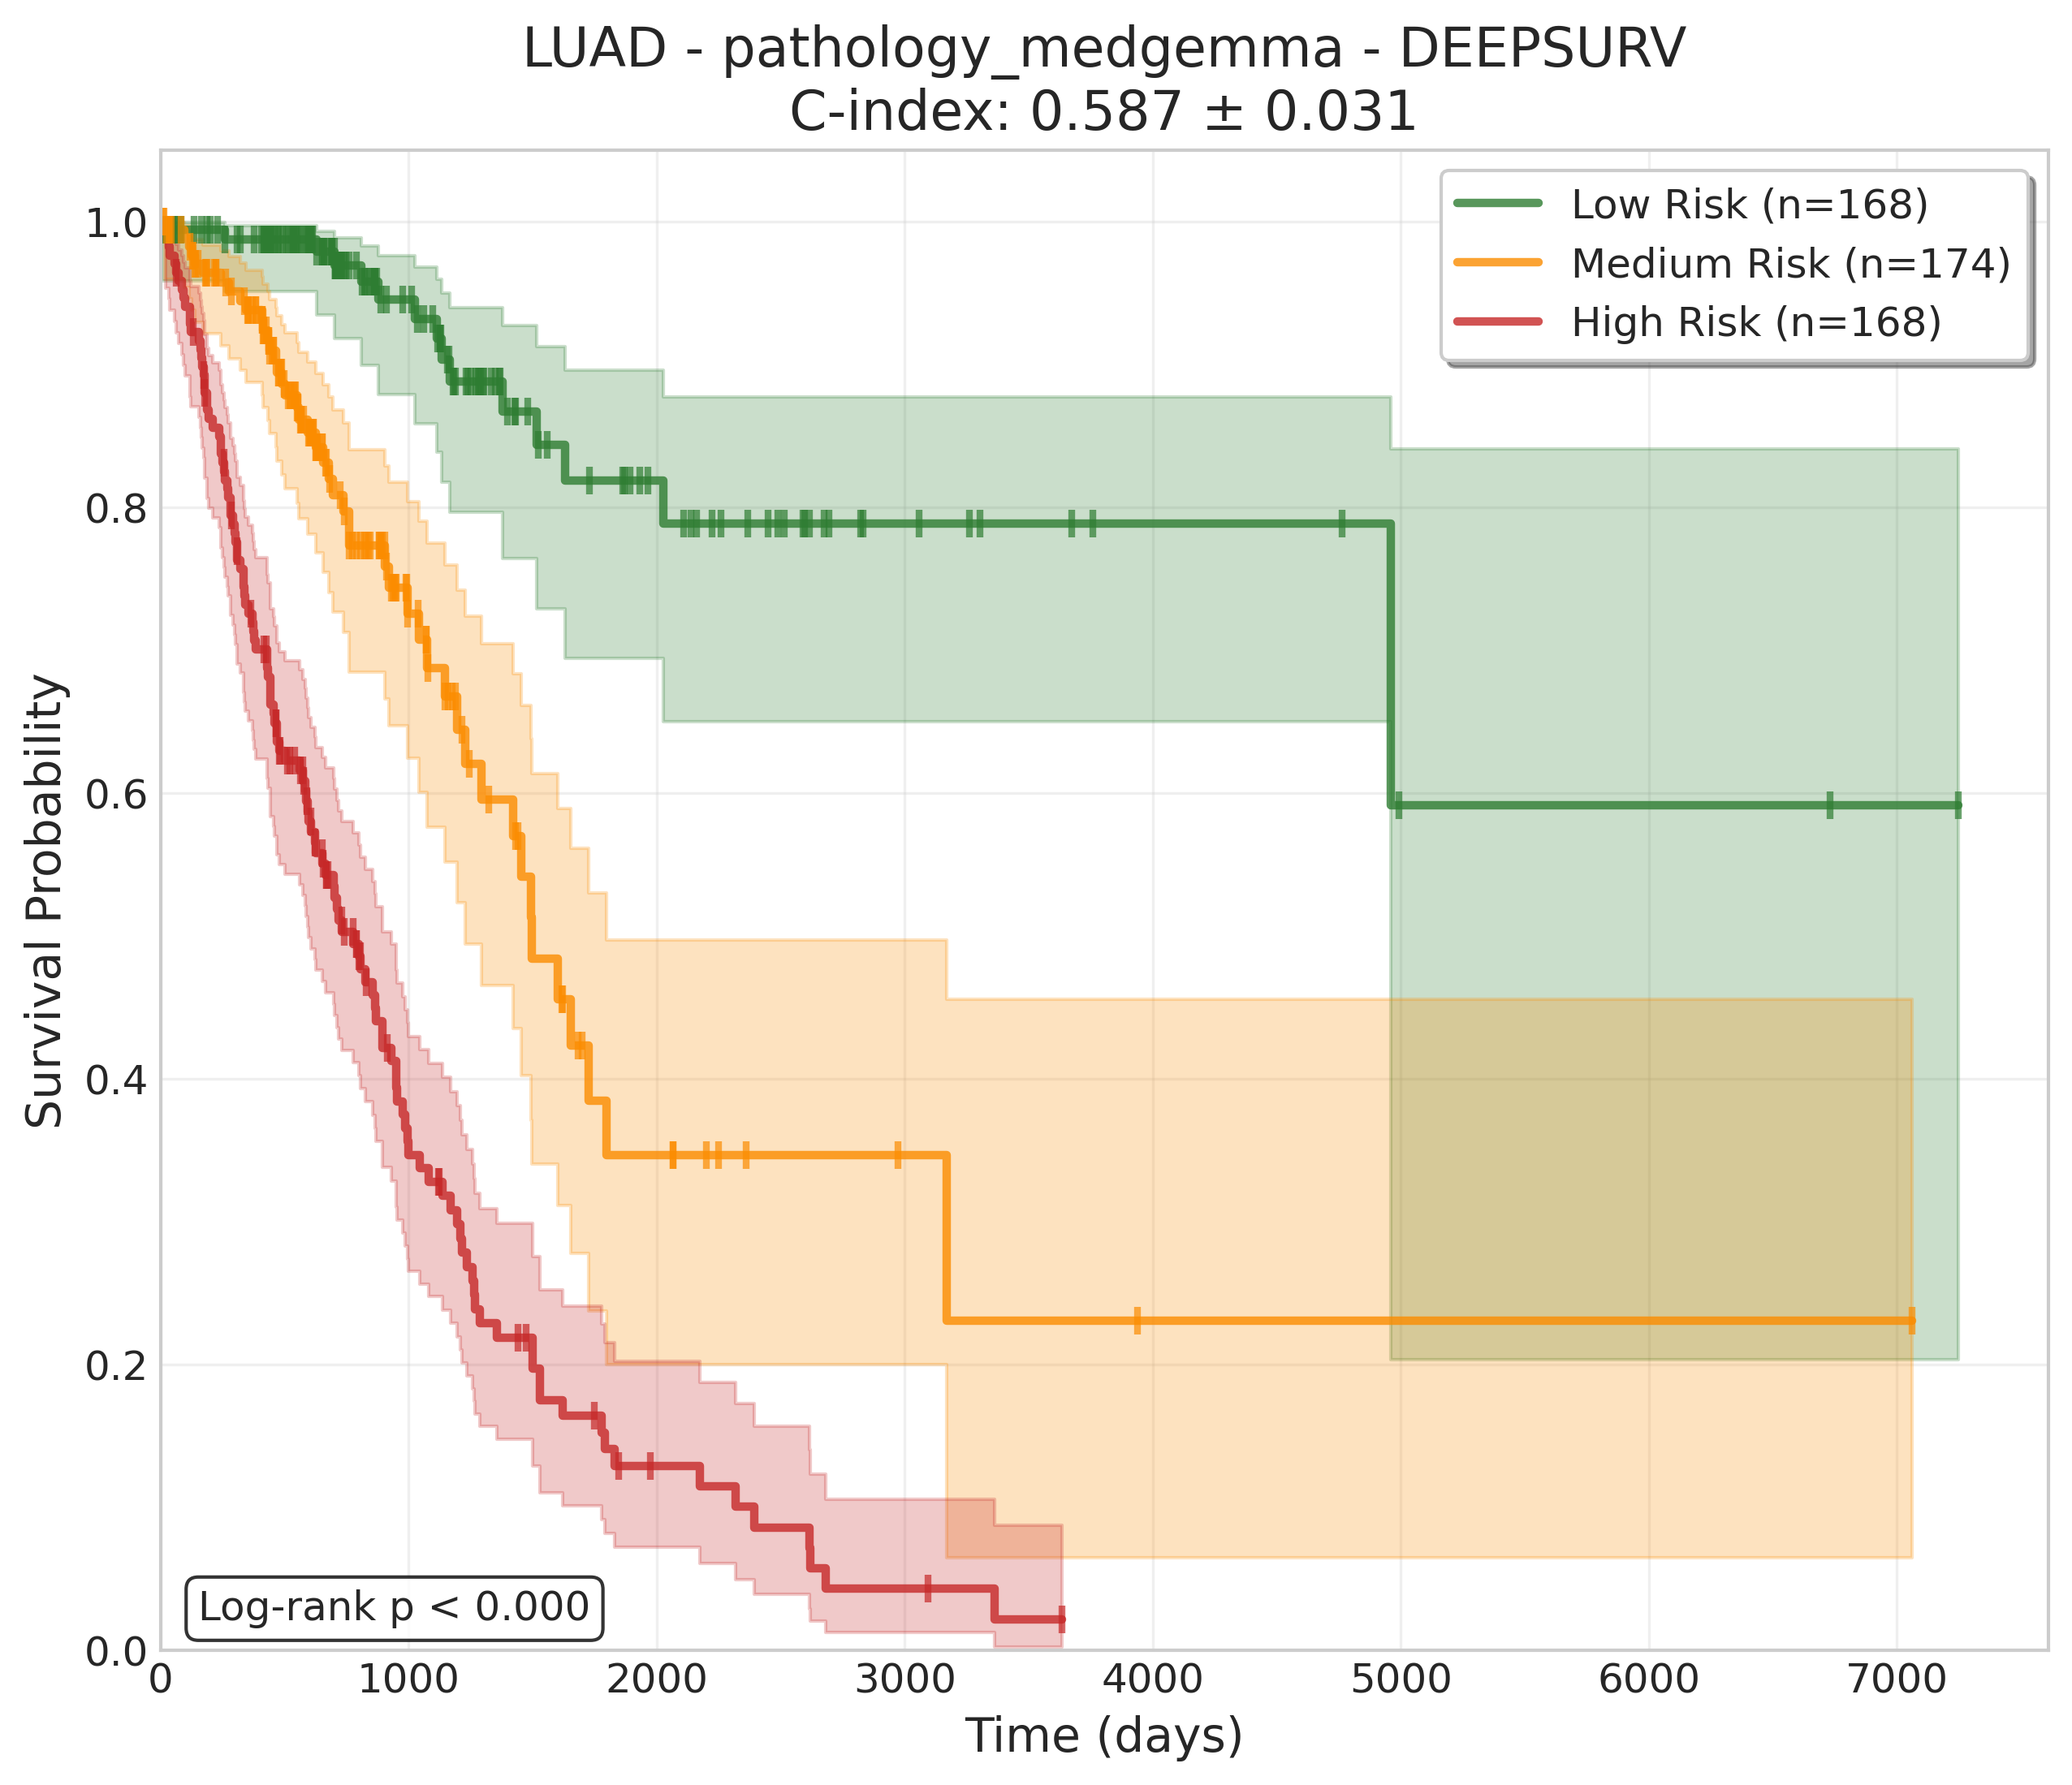 LUAD - pathology_medgemma - DEEPSURV
C-index: 0.587 ± 0.031
Low Risk (n=168)
Medium Risk (n=174)
High Risk (n=168)
Survival Probability
1.0
0.8
0.6
0.4
0.2
0.0
Log-rank p < 0.000
0 1000 2000 3000 4000 5000 6000 7000
Time (days)